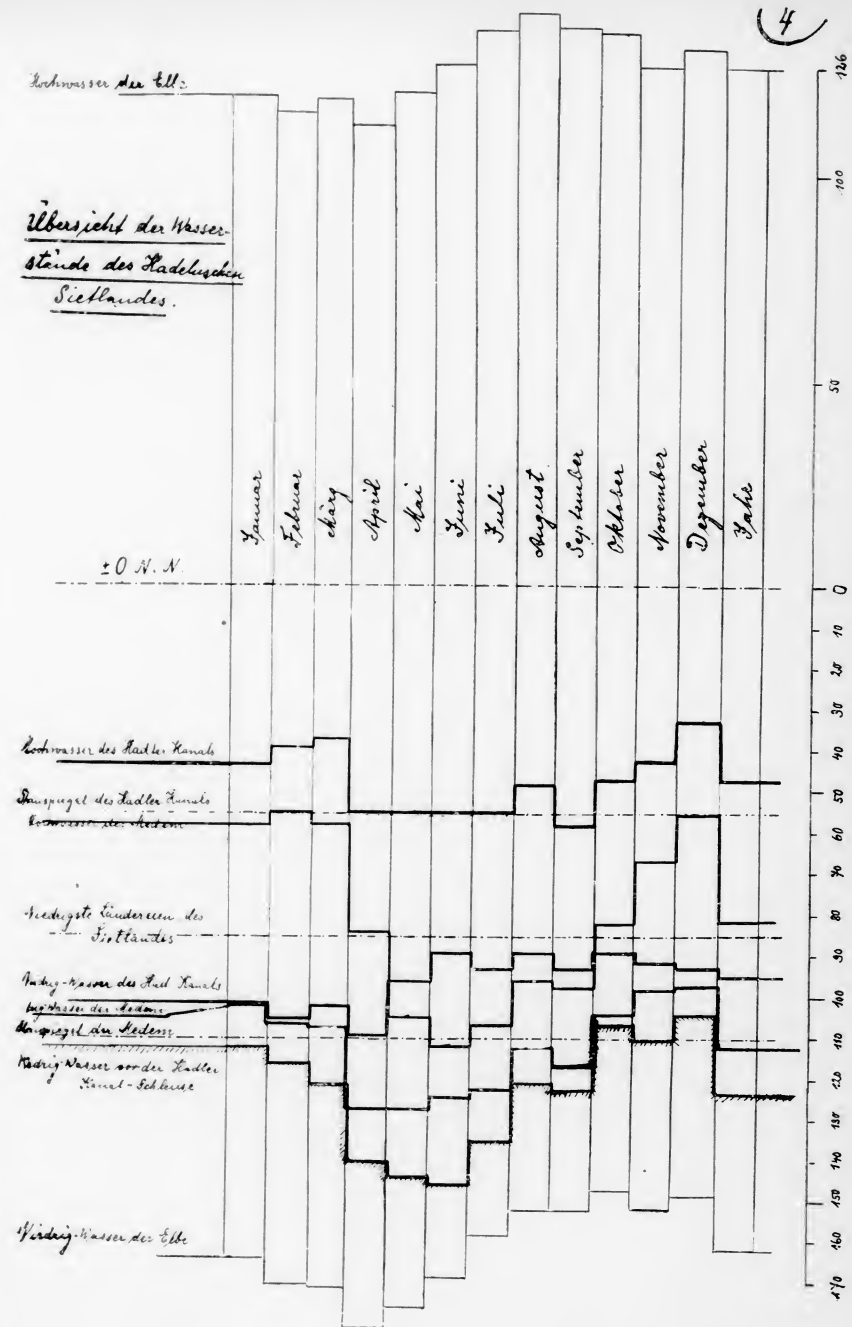 4
Hochwasser der Elbe
126
100
Übersicht der Wasser-
stände des Hadelnschen
Sietlandes.
50
Januar
Februar
März
April
Mai
Juni
Juli
August
September
Oktober
November
Dezember
Jahr
±0 N. N.
0
10
20
30
Hochwasser des Hadler Kanals
40
50
Stauspiegel des Hadler Kanals
Hochwasser der Medem
60
70
80
Niedrigste Ländereien des
Sietlandes
90
Niedrig-Wasser des Had. Kanals
100
Wasser der Medem
Stauspiegel der Medem
110
Niedrig-Wasser vor der Hadler
Kanal-Schleuse
120
130
140
150
160
Niedrig-Wasser der Elbe
170